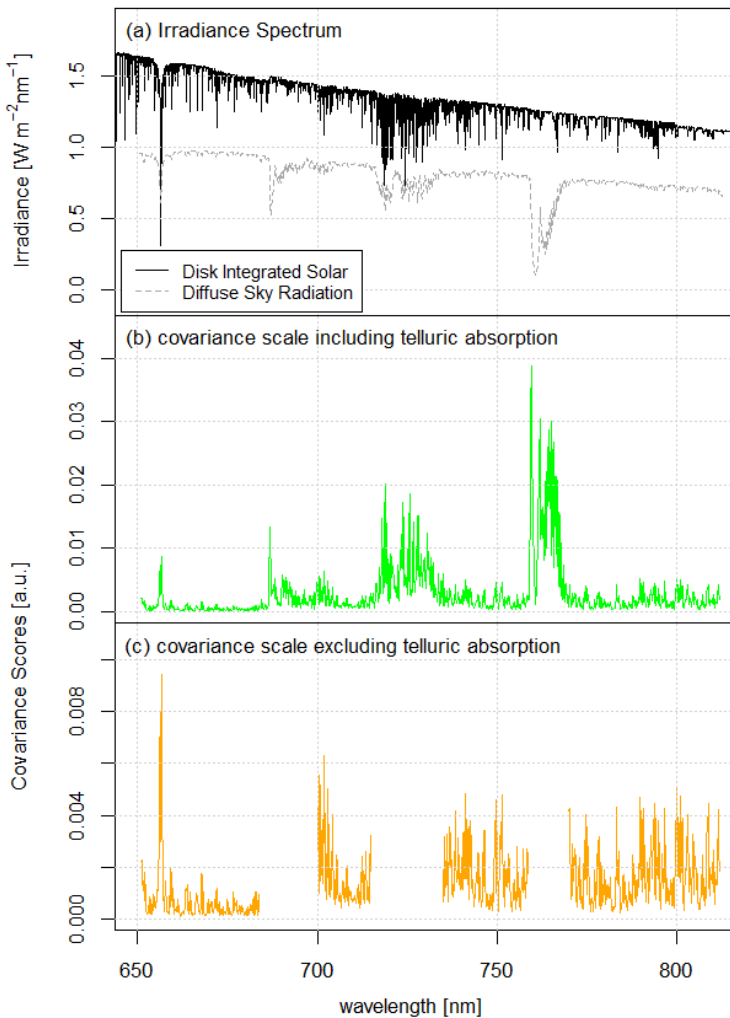 (a) Irradiance Spectrum
Irradiance [W m−2nm−1]
1.5
1.0
0.5
0.0
Disk Integrated Solar
Diffuse Sky Radiation
(b) covariance scale including telluric absorption
0.04
0.03
0.02
0.01
0.00
Covariance Scores [a.u.]
(c) covariance scale excluding telluric absorption
0.008
0.004
0.000
650 700 750 800
wavelength [nm]